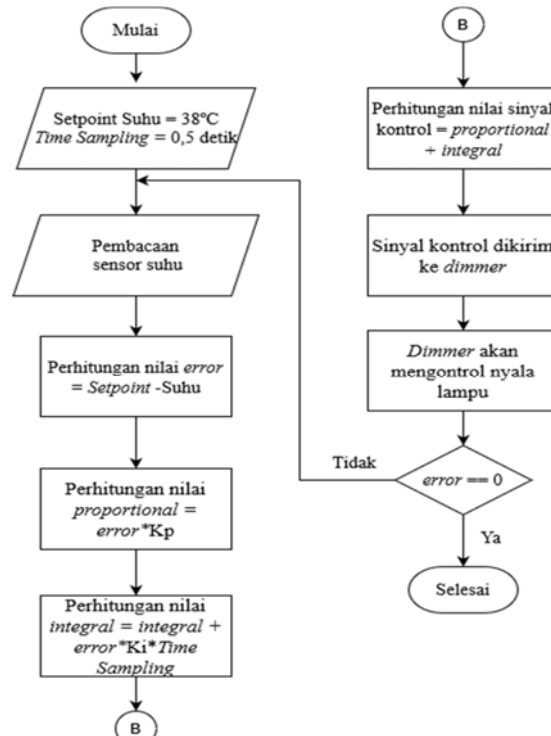 Mulai
Setpoint Suhu = 38°C
Time Sampling = 0,5 detik
Pembacaan
sensor suhu
Perhitungan nilai error
= Setpoint -Suhu
Perhitungan nilai
proportional =
error*Kp
Perhitungan nilai
integral = integral +
error*Ki*Time
Sampling
B
B
Perhitungan nilai sinyal
kontrol = proportional
+ integral
Sinyal kontrol dikirim
ke dimmer
Dimmer akan
mengontrol nyala
lampu
error == 0
Tidak
Ya
Selesai